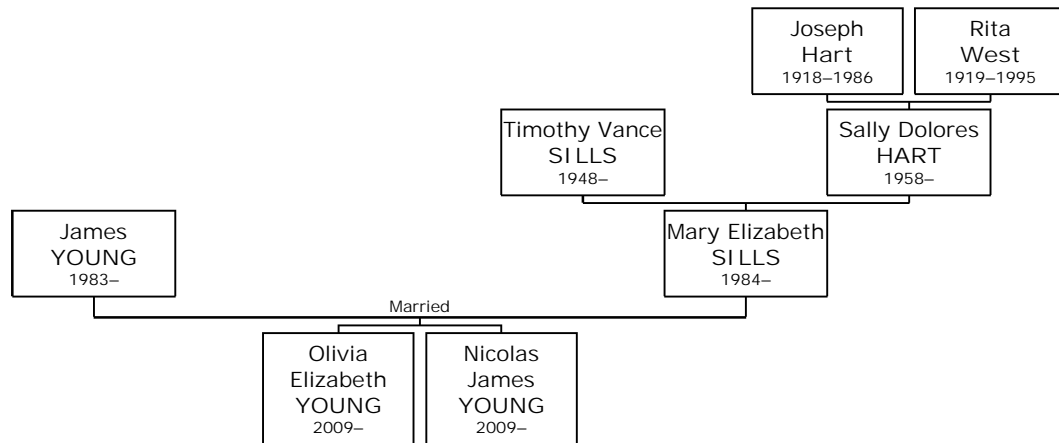 Joseph
Hart
1918–1986
Rita
West
1919–1995
Timothy Vance
SILLS
1948–
Sally Dolores
HART
1958–
James
YOUNG
1983–
Mary Elizabeth
SILLS
1984–
Married
Olivia
Elizabeth
YOUNG
2009–
Nicolas
James
YOUNG
2009–